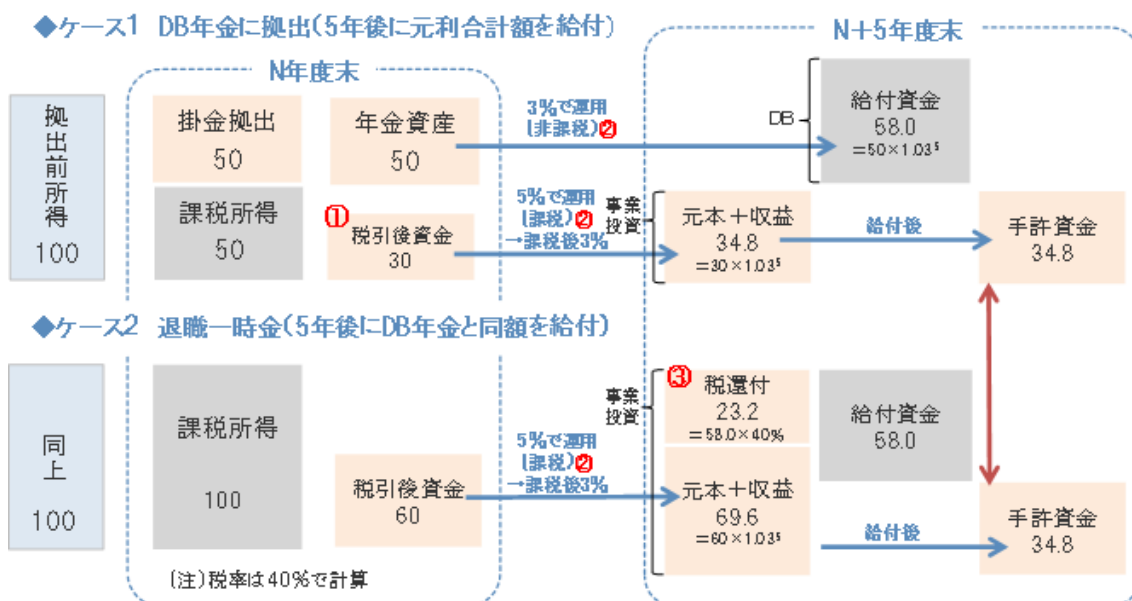 ◆ケース1 DB年金に拠出(5年後に元利合計額を給付)
N年度末
N+5年度末
拠出前所得
100
掛金拠出
50
年金資産
50
3%で運用
(非課税)②
DB
給付資金
58.0
=50×1.03⁵
課税所得
50
①
税引後資金
30
5%で運用
(課税)②
→課税後3%
事業
投資
元本+収益
34.8
=30×1.03⁵
給付後
手許資金
34.8
◆ケース2 退職一時金(5年後にDB年金と同額を給付)
同上
100
課税所得
100
税引後資金
60
5%で運用
(課税)②
→課税後3%
事業
投資
③
税還付
23.2
=58.0×40%
給付資金
58.0
元本+収益
69.6
=60×1.03⁵
給付後
手許資金
34.8
(注)税率は40%で計算